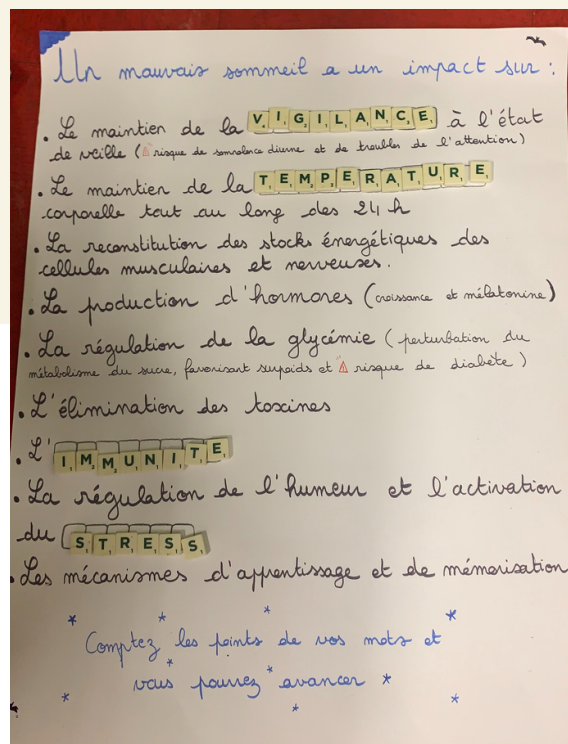 Un mauvais sommeil a un impact sur :
. Le maintien de la VIGILANCE à l'état
de veille (⚠ risque de somnolence diurne et de troubles de l'attention)
. Le maintien de la TEMPERATURE
corporelle tout au long des 24 h
. La reconstitution des stocks énergétiques des
cellules musculaires et nerveuses.
. La production d'hormones (croissance et mélatonine)
. La régulation de la glycémie (perturbation du
métabolisme du sucre, favorisant surpoids et ⚠ risque de diabète)
. L'élimination des toxines
. L'IMMUNITE
. La régulation de l'humeur et l'activation
du STRESS
. Les mécanismes d'apprentissage et de mémorisation
Comptez les points de vos mots et
vous pourrez avancer